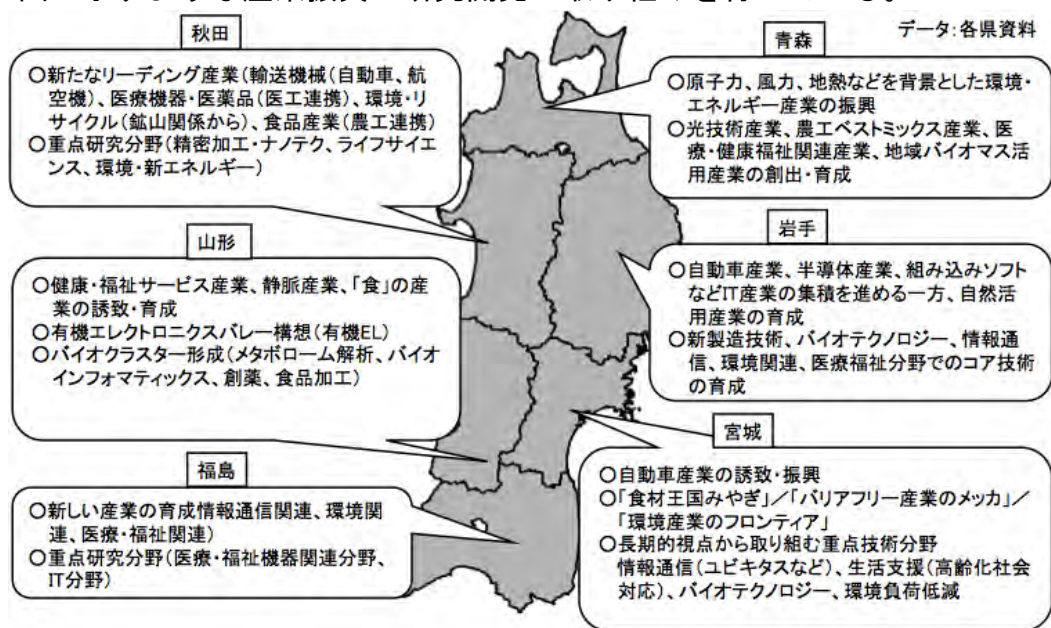 秋田
○新たなリーディング産業(輸送機械(自動車、航
空機)、医療機器・医薬品(医工連携)、環境・リ
サイクル(鉱山関係から)、食品産業(農工連携)
○重点研究分野(精密加工・ナノテク、ライフサイエ
ンス、環境・新エネルギー)
データ:各県資料
青森
○原子力、風力、地熱などを背景とした環境・
エネルギー産業の振興
○光技術産業、農工ベストミックス産業、医
療・健康福祉関連産業、地域バイオマス活
用産業の創出・育成
山形
○健康・福祉サービス産業、静脈産業、「食」の産
業の誘致・育成
○有機エレクトロニクスバレー構想(有機EL)
○バイオクラスター形成(メタボローム解析、バイオ
インフォマティックス、創薬、食品加工)
岩手
○自動車産業、半導体産業、組み込みソフト
などIT産業の集積を進める一方、自然活
用産業の育成
○新製造技術、バイオテクノロジー、情報通
信、環境関連、医療福祉分野でのコア技術
の育成
福島
○新しい産業の育成情報通信関連、環境関
連、医療・福祉関連)
○重点研究分野(医療・福祉機器関連分野、
IT分野)
宮城
○自動車産業の誘致・振興
○「食材王国みやぎ」/「バリアフリー産業のメッカ」/
「環境産業のフロンティア」
○長期的視点から取り組む重点技術分野
情報通信(ユビキタスなど)、生活支援(高齢化社会
対応)、バイオテクノロジー、環境負荷低減